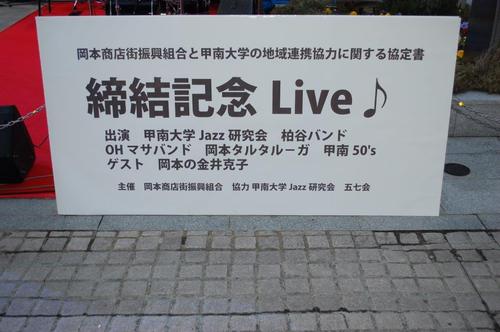 岡本商店街振興組合と甲南大学の地域連携協力に関する協定書
締結記念 Live♪
出演　甲南大学 Jazz 研究会　柏谷バンド
OH マサバンド　岡本タルタルーガ　甲南 50's
ゲスト　岡本の金井克子
主催　岡本商店街振興組合　協力 甲南大学 Jazz 研究会　五七会